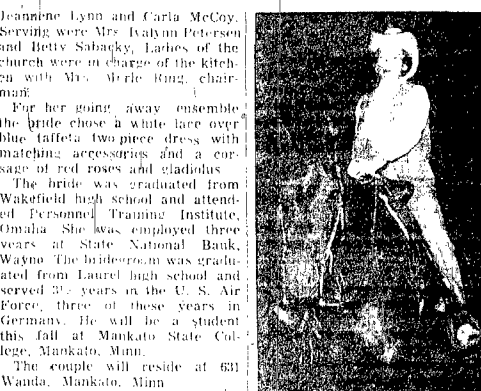 Jeannene Lynn and Carla McCoy.
Serving were Mrs Ivalynn Petersen
and Betty Sabacky, Ladies of the
church were in charge of the kitch-
en with Mrs. Merle Ring, chair-
man.
For her going away ensemble
the bride chose a white lace over
blue taffeta two piece dress with
matching accessories and a cor-
sage of red roses and gladiolus
The bride was graduated from
Wakefield high school and attend-
ed Personnel Training Institute,
Omaha She was employed three
years at State National Bank,
Wayne The bridegroom was gradu-
ated from Laurel high school and
served 3½ years in the U. S. Air
Force, three of these years in
Germany. He will be a student
this fall at Mankato State Col-
lege, Mankato, Minn.
The couple will reside at 631
Wanda, Mankato, Minn